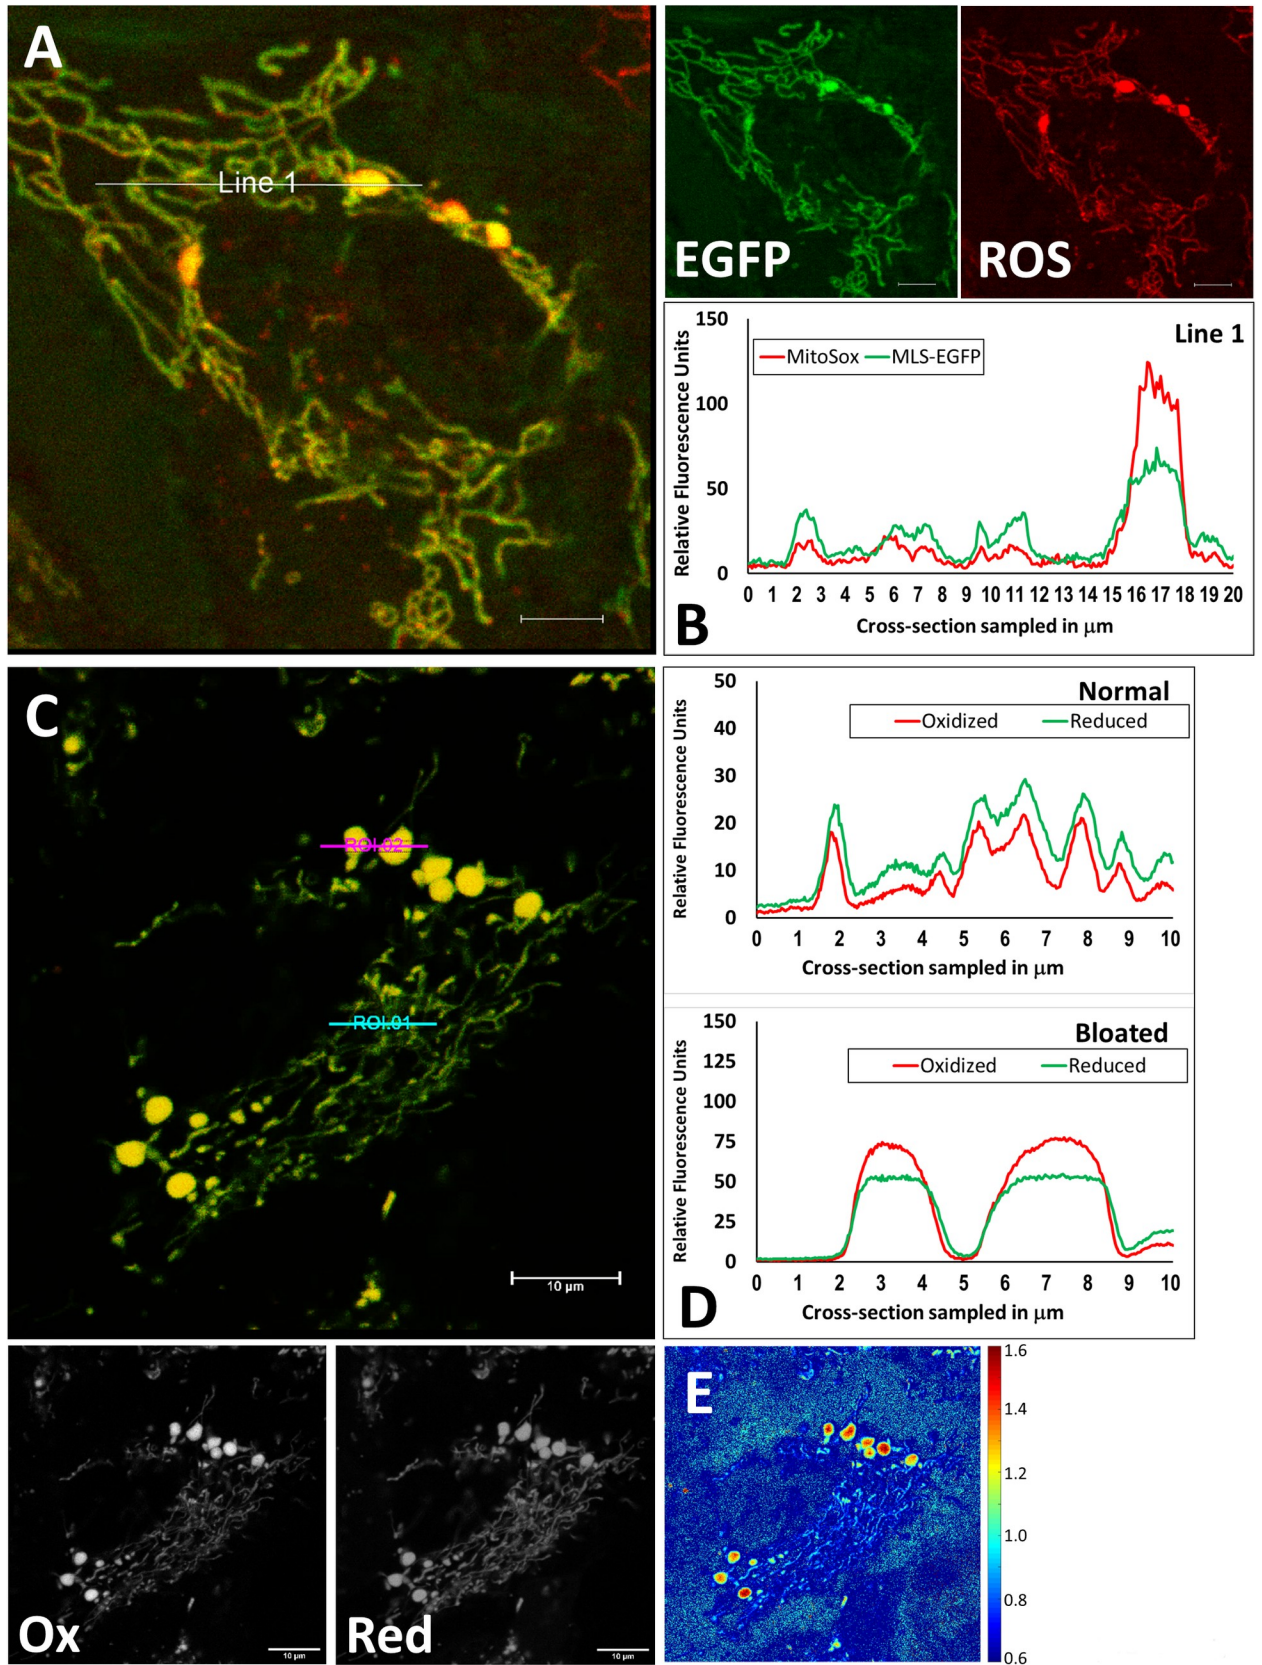 A
Line 1
EGFP
ROS
150
100
50
0
Relative Fluorescence Units
Line 1
MitoSox MLS-EGFP
0 1 2 3 4 5 6 7 8 9 10 11 12 13 14 15 16 17 18 19 20
Cross-section sampled in μm
B
C
ROI.02
ROI.01
10 µm
50
40
30
20
10
0
Relative Fluorescence Units
Normal
Oxidized Reduced
0 1 2 3 4 5 6 7 8 9 10
Cross-section sampled in μm
150
125
100
75
50
25
0
Relative Fluorescence Units
Bloated
Oxidized Reduced
0 1 2 3 4 5 6 7 8 9 10
Cross-section sampled in μm
D
Ox
10 µm
Red
10 µm
E
1.6
1.4
1.2
1.0
0.8
0.6